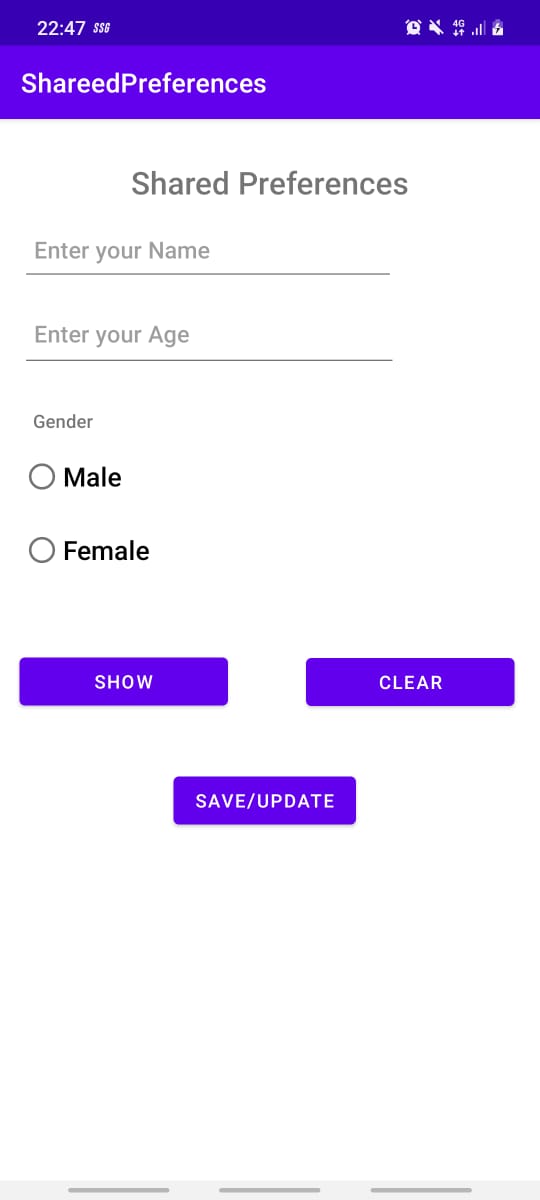 22:47 SSG 4G
ShareedPreferences
Shared Preferences
Enter your Name
Enter your Age
Gender
Male
Female
SHOW CLEAR
SAVE/UPDATE